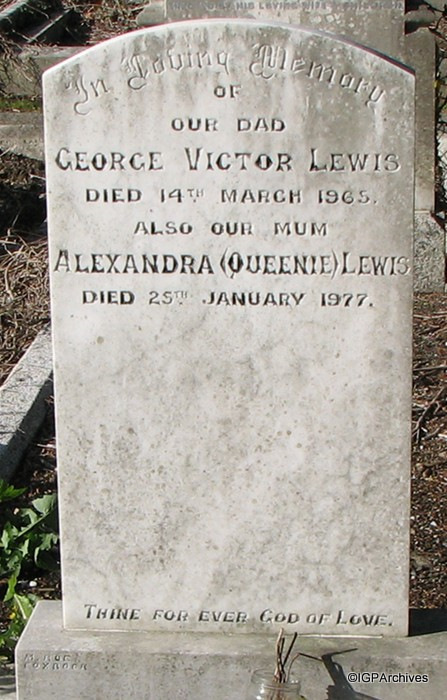 In Loving Memory
OF
OUR DAD
GEORGE VICTOR LEWIS
DIED 14TH MARCH 1965.
ALSO OUR MUM
ALEXANDRA (QUEENIE) LEWIS
DIED 25TH JANUARY 1977.
THINE FOR EVER GOD OF LOVE.
©IGPArchives